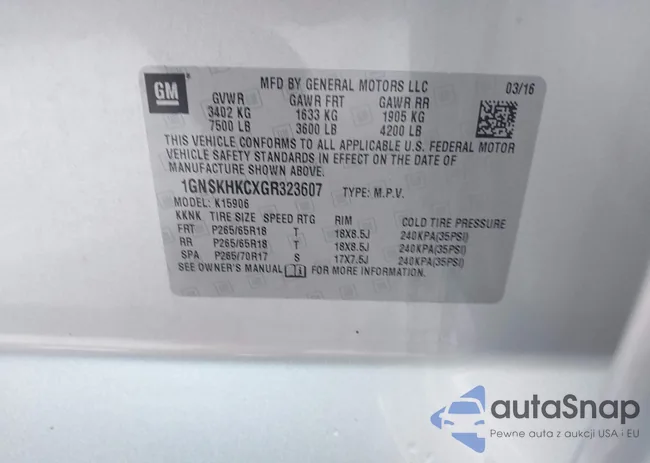 GM
MFD BY GENERAL MOTORS LLC 03/16
GVWR GAWR FRT GAWR RR
3402 KG 1633 KG 1905 KG
7500 LB 3600 LB 4200 LB
THIS VEHICLE CONFORMS TO ALL APPLICABLE U.S. FEDERAL MOTOR
VEHICLE SAFETY STANDARDS IN EFFECT ON THE DATE OF
MANUFACTURE SHOWN ABOVE.
1GNSKHKCXGR323607 TYPE: M.P.V.
MODEL: K15906
KKNK TIRE SIZE SPEED RTG RIM COLD TIRE PRESSURE
FRT P265/65R18 T 18X8.5J 240KPA(35PSI)
RR P265/65R18 T 18X8.5J 240KPA(35PSI)
SPA P265/70R17 S 17X7.5J 240KPA(35PSI)
SEE OWNER'S MANUAL FOR MORE INFORMATION.
autaSnap
Pewne auta z aukcji USA i EU